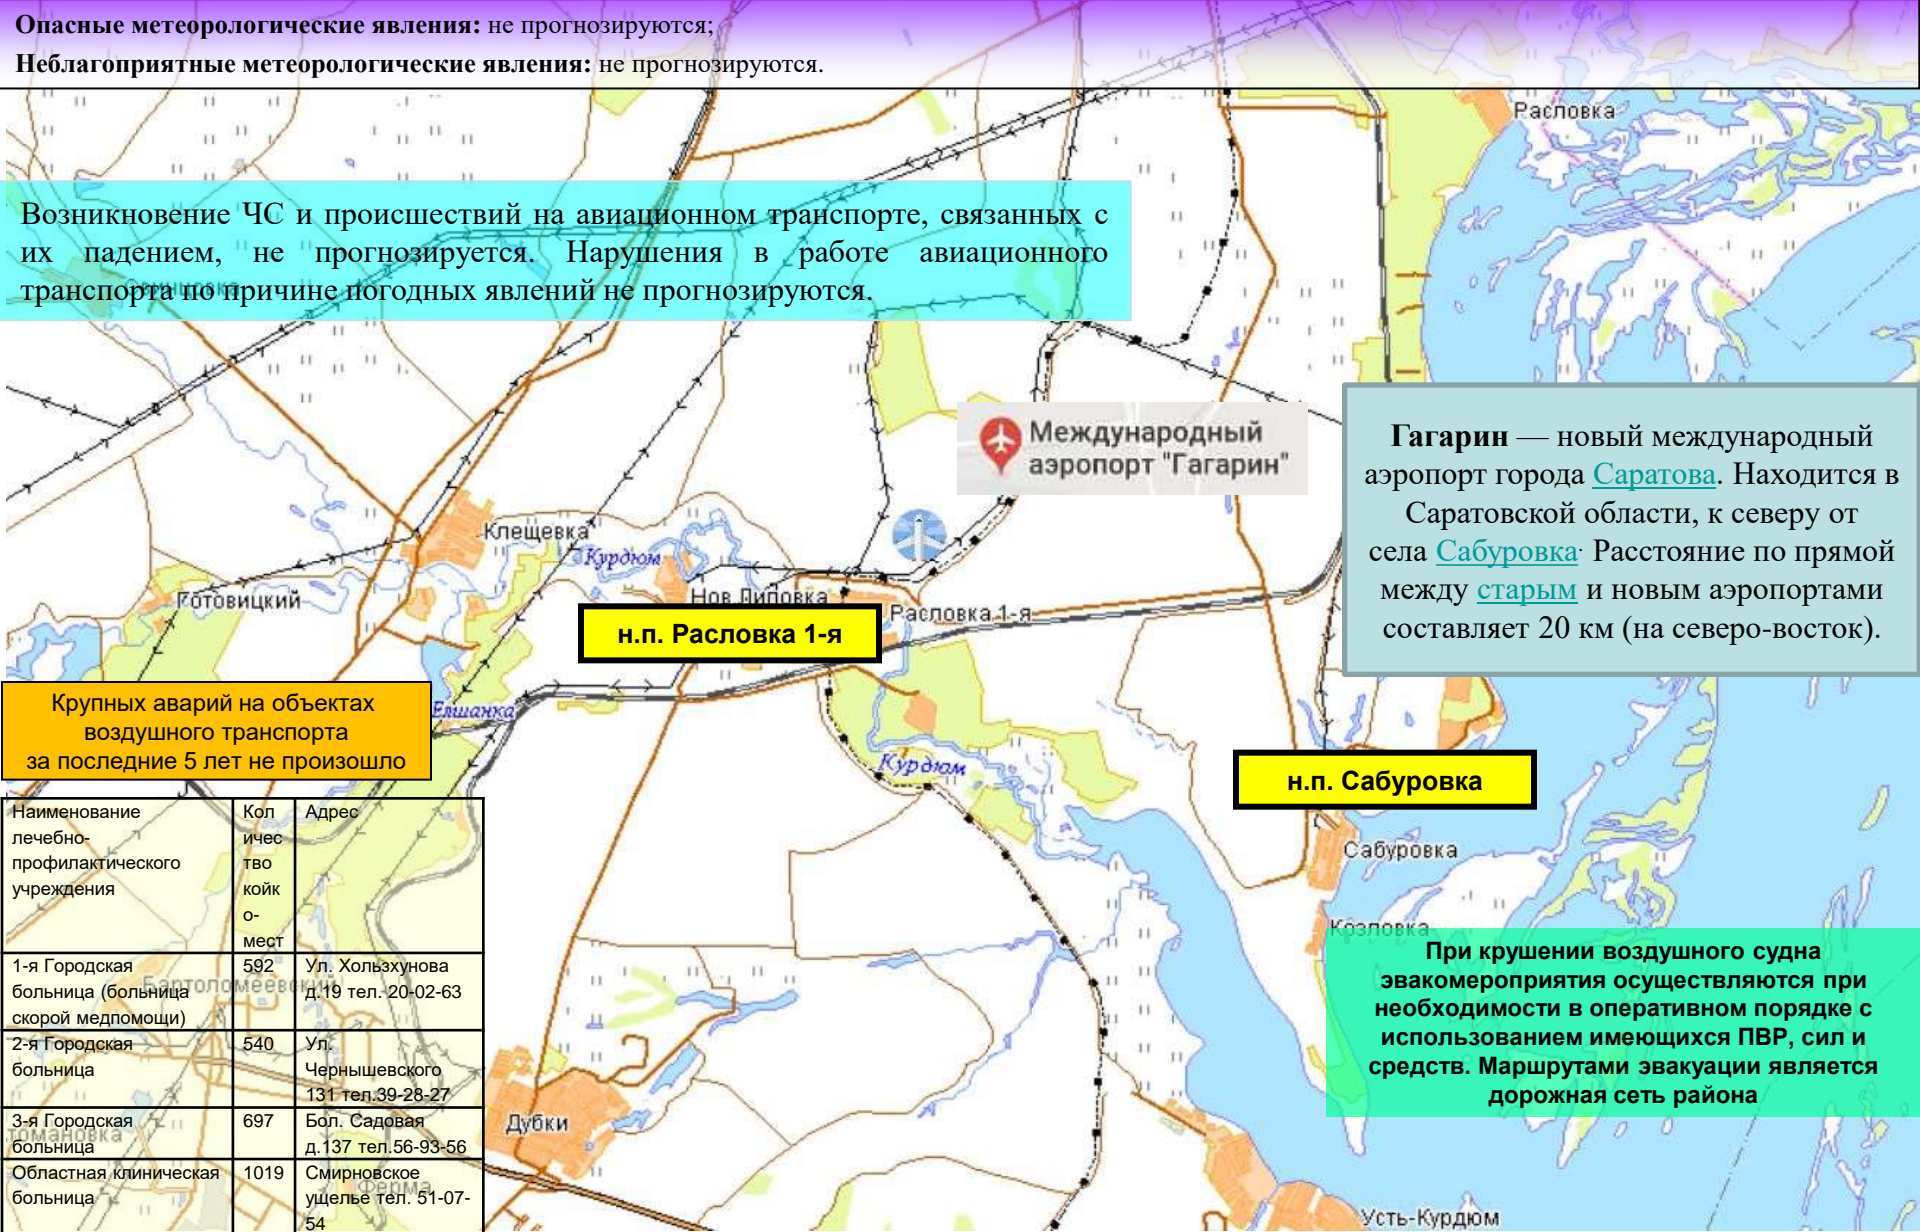 Опасные метеорологические явления: не прогнозируются;
Неблагоприятные метеорологические явления: не прогнозируются.
Расловка
Возникновение ЧС и происшествий на авиационном транспорте, связанных с
их падением, не прогнозируется. Нарушения в работе авиационного
транспорта по причине погодных явлений не прогнозируются.
Международный
аэропорт "Гагарин"
Гагарин — новый международный
аэропорт города Саратова. Находится в
Саратовской области, к северу от
села Сабуровка. Расстояние по прямой
между старым и новым аэропортами
составляет 20 км (на северо-восток).
Клещевка
Курдюм
Готовицкий
Нов.Липовка
Расловка 1-я
н.п. Расловка 1-я
Елшанка
Крупных аварий на объектах
воздушного транспорта
за последние 5 лет не произошло
Курдюм
н.п. Сабуровка
Сабуровка
Козловка
Наименование
лечебно-
профилактического
учреждения
Кол
ичес
тво
койк
о-
мест
Адрес
1-я Городская
больница (больница
скорой медпомощи)
592
Ул. Хользхунова
д.19 тел. 20-02-63
Бартоломеевский
2-я Городская
больница
540
Ул.
Чернышевского
131 тел.39-28-27
3-я Городская
больница
697
Бол. Садовая
д.137 тел.56-93-56
Областная клиническая
больница
1019
Смирновское
ущелье тел. 51-07-
54
Ферма
Дубки
При крушении воздушного судна
эвакомероприятия осуществляются при
необходимости в оперативном порядке с
использованием имеющихся ПВР, сил и
средств. Маршрутами эвакуации является
дорожная сеть района
Усть-Курдюм